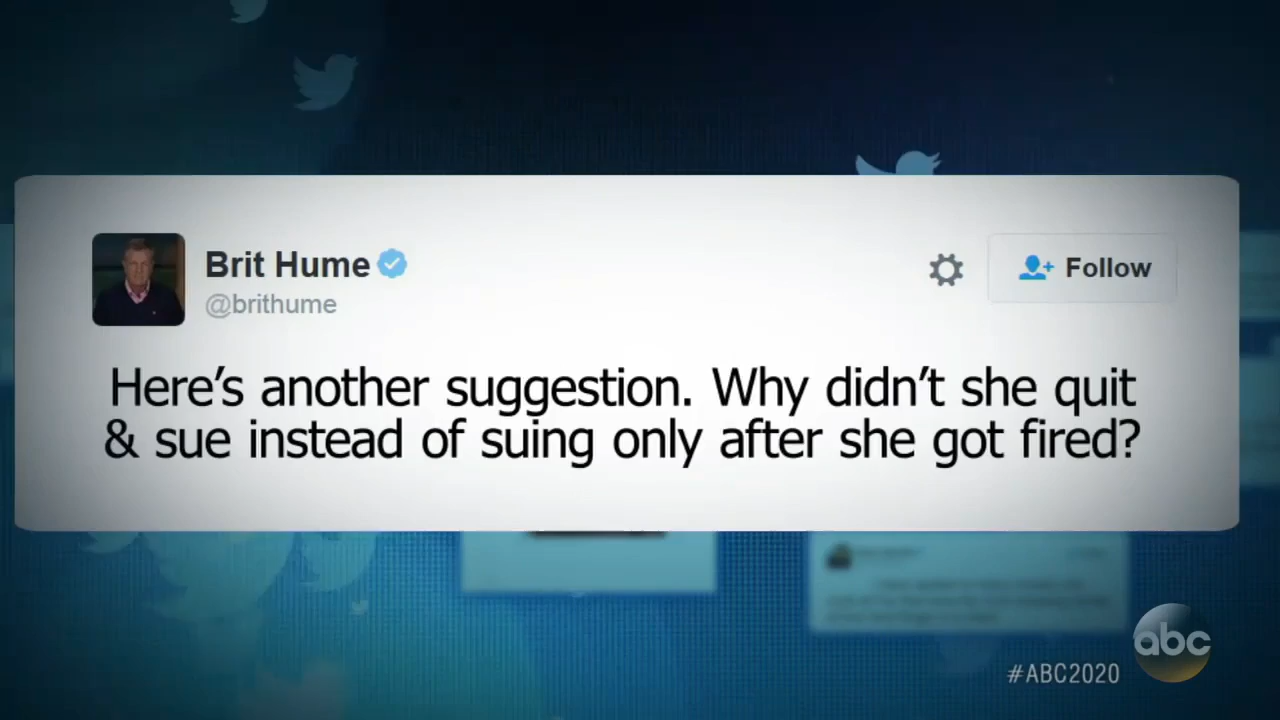 Brit Hume
@brithume
Follow
Here’s another suggestion. Why didn’t she quit
& sue instead of suing only after she got fired?
#ABC2020
abc